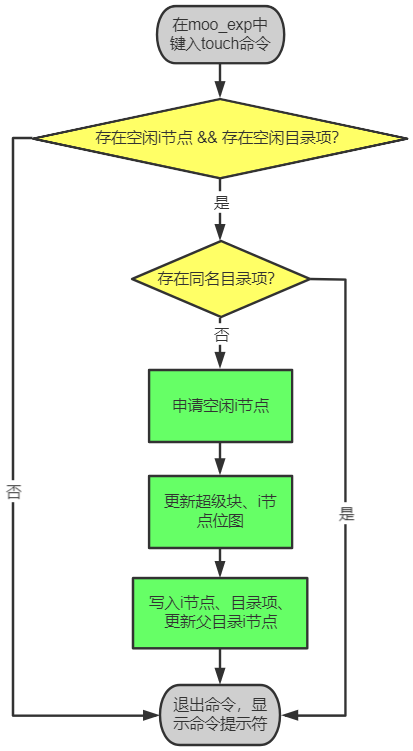 在moo_exp中
键入touch命令
存在空闲i节点 && 存在空闲目录项?
是
存在同名目录项?
否
申请空闲i节点
更新超级块、i节
点位图
否
是
写入i节点、目录项、
更新父目录i节点
退出命令，显
示命令提示符